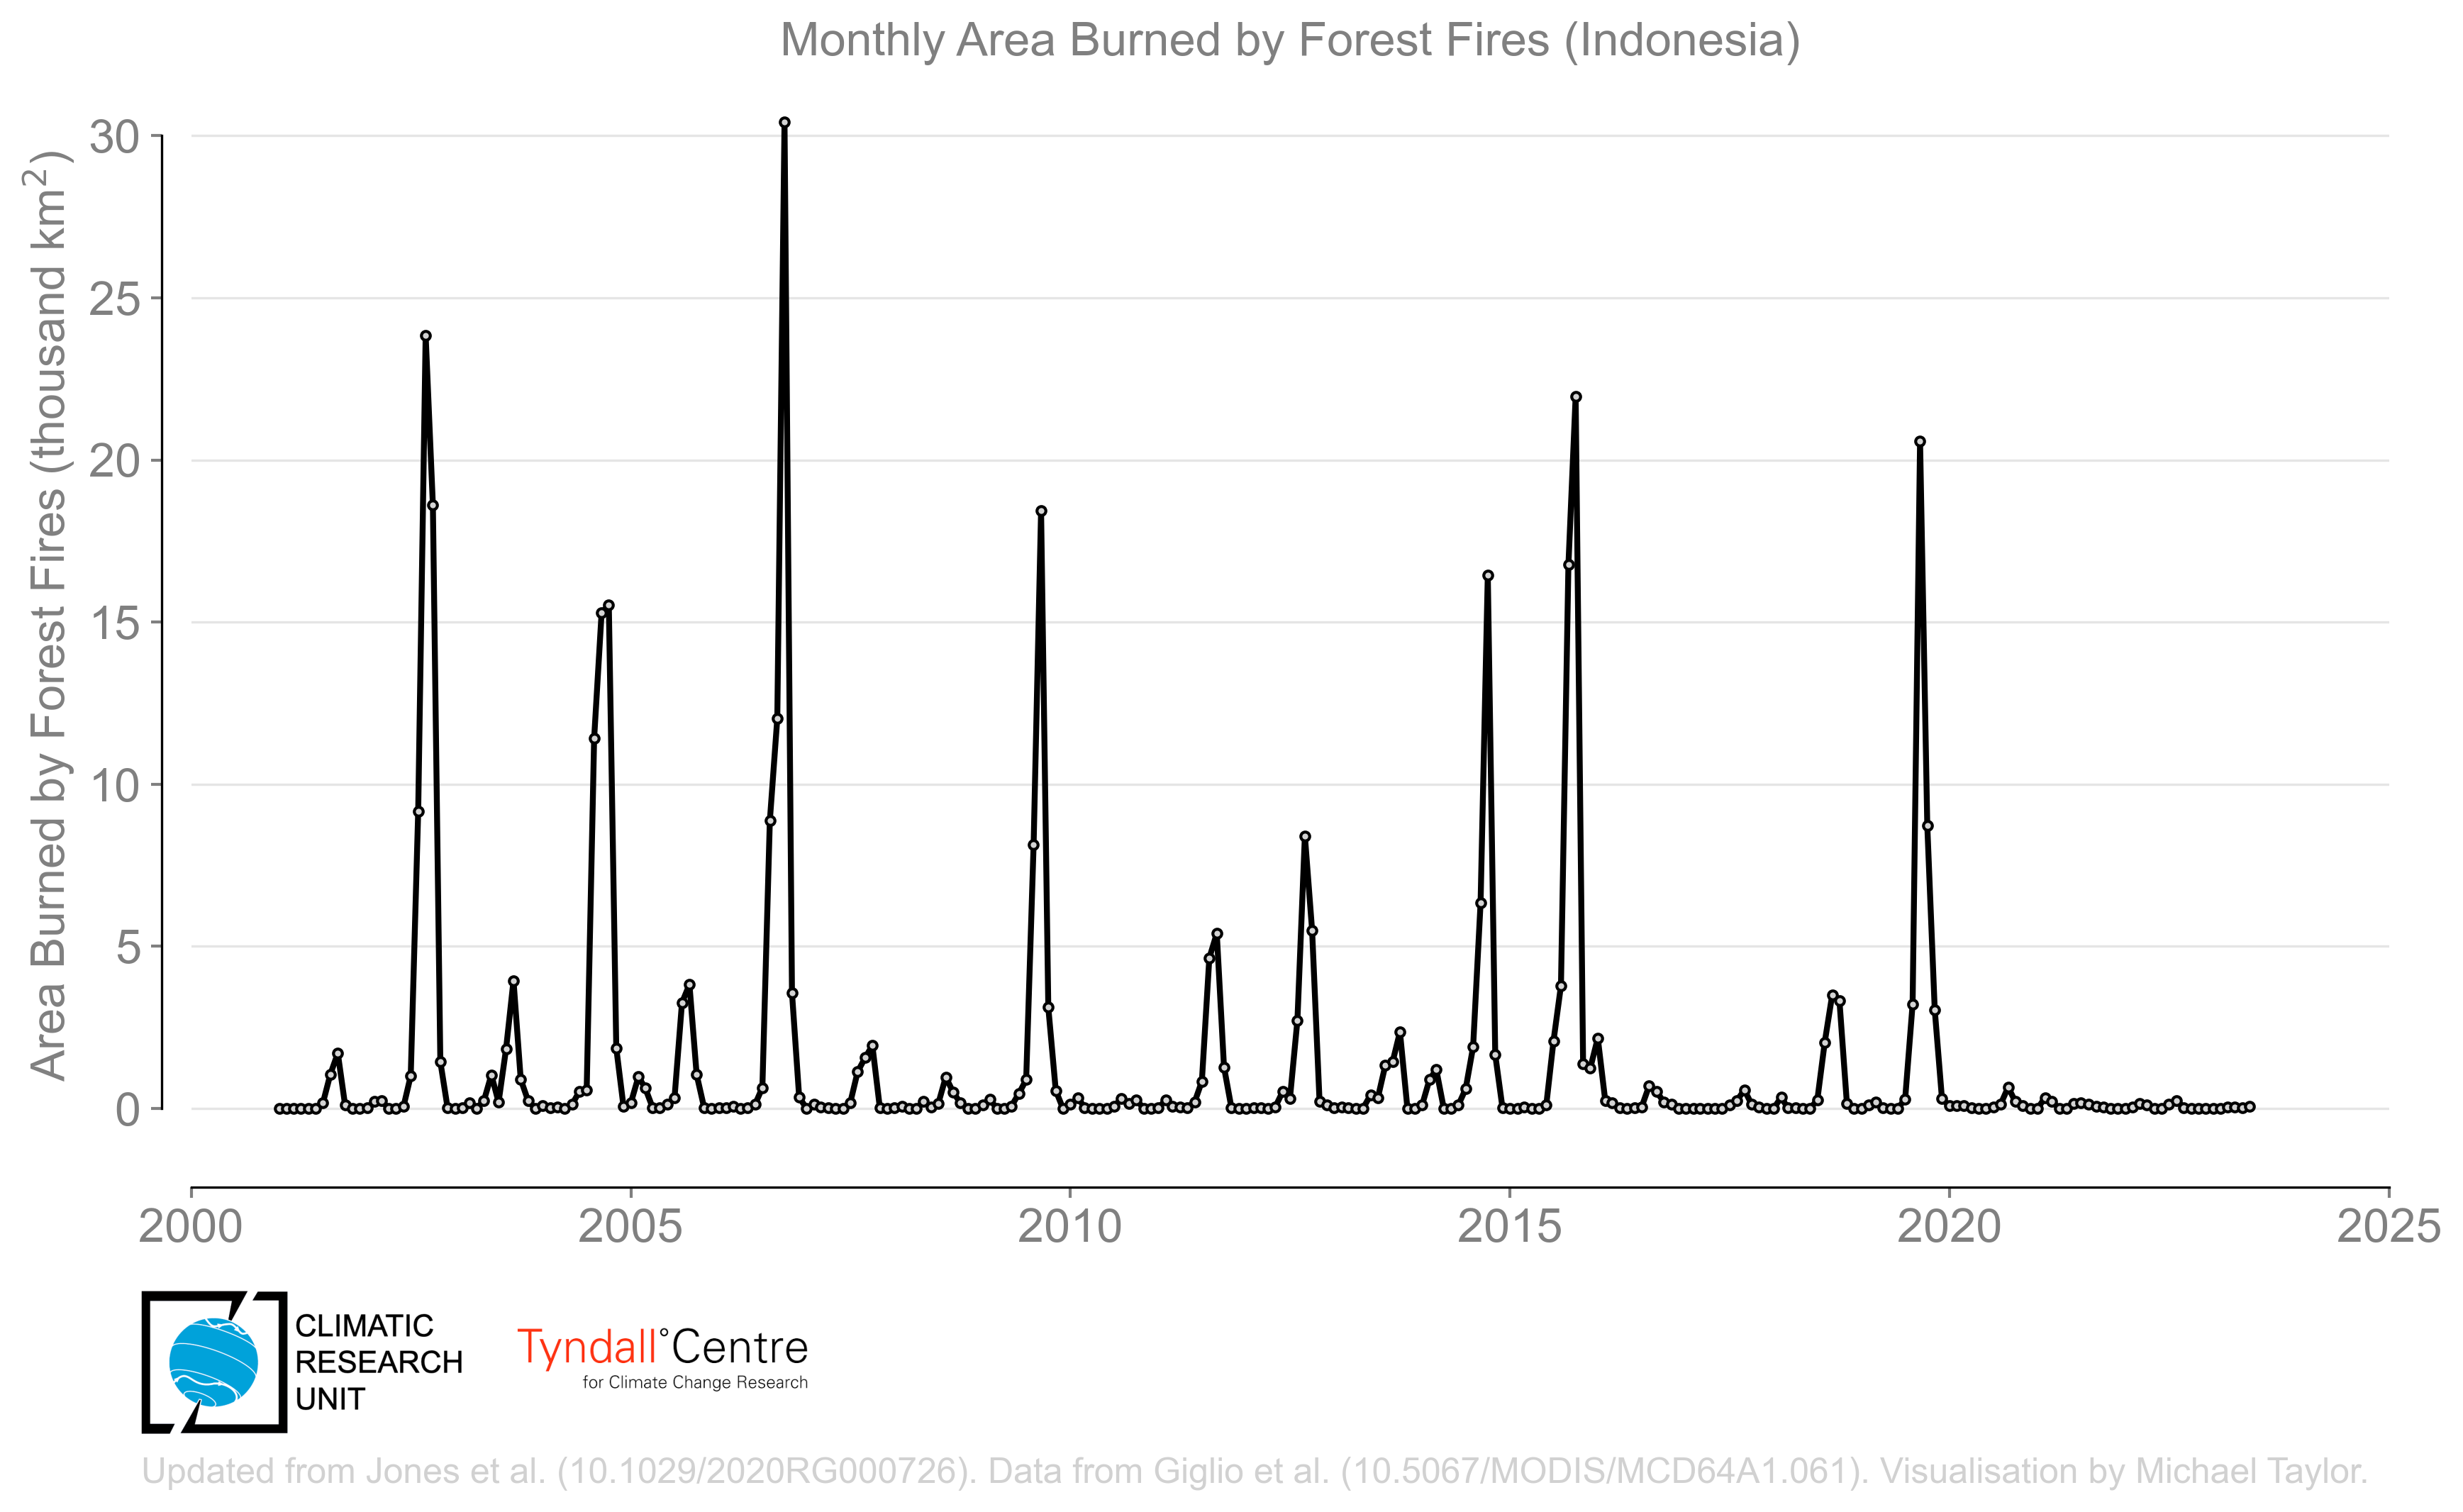 Monthly Area Burned by Forest Fires (Indonesia)
Area Burned by Forest Fires (thousand km²)
30
25
20
15
10
5
0
2000 2005 2010 2015 2020 2025
CLIMATIC
RESEARCH
UNIT
Tyndall°Centre
for Climate Change Research
Updated from Jones et al. (10.1029/2020RG000726). Data from Giglio et al. (10.5067/MODIS/MCD64A1.061). Visualisation by Michael Taylor.